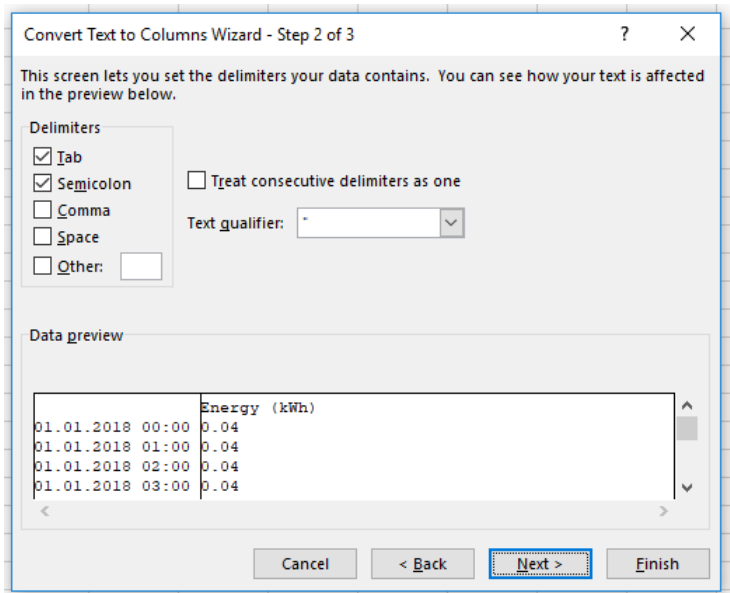 Convert Text to Columns Wizard - Step 2 of 3
?
This screen lets you set the delimiters your data contains. You can see how your text is affected
in the preview below.
Delimiters
Tab
Semicolon
Comma
Space
Other:
Treat consecutive delimiters as one
Text qualifier: "
Data preview
Energy (kWh)
01.01.2018 00:00 0.04
01.01.2018 01:00 0.04
01.01.2018 02:00 0.04
01.01.2018 03:00 0.04
Cancel < Back Next > Finish